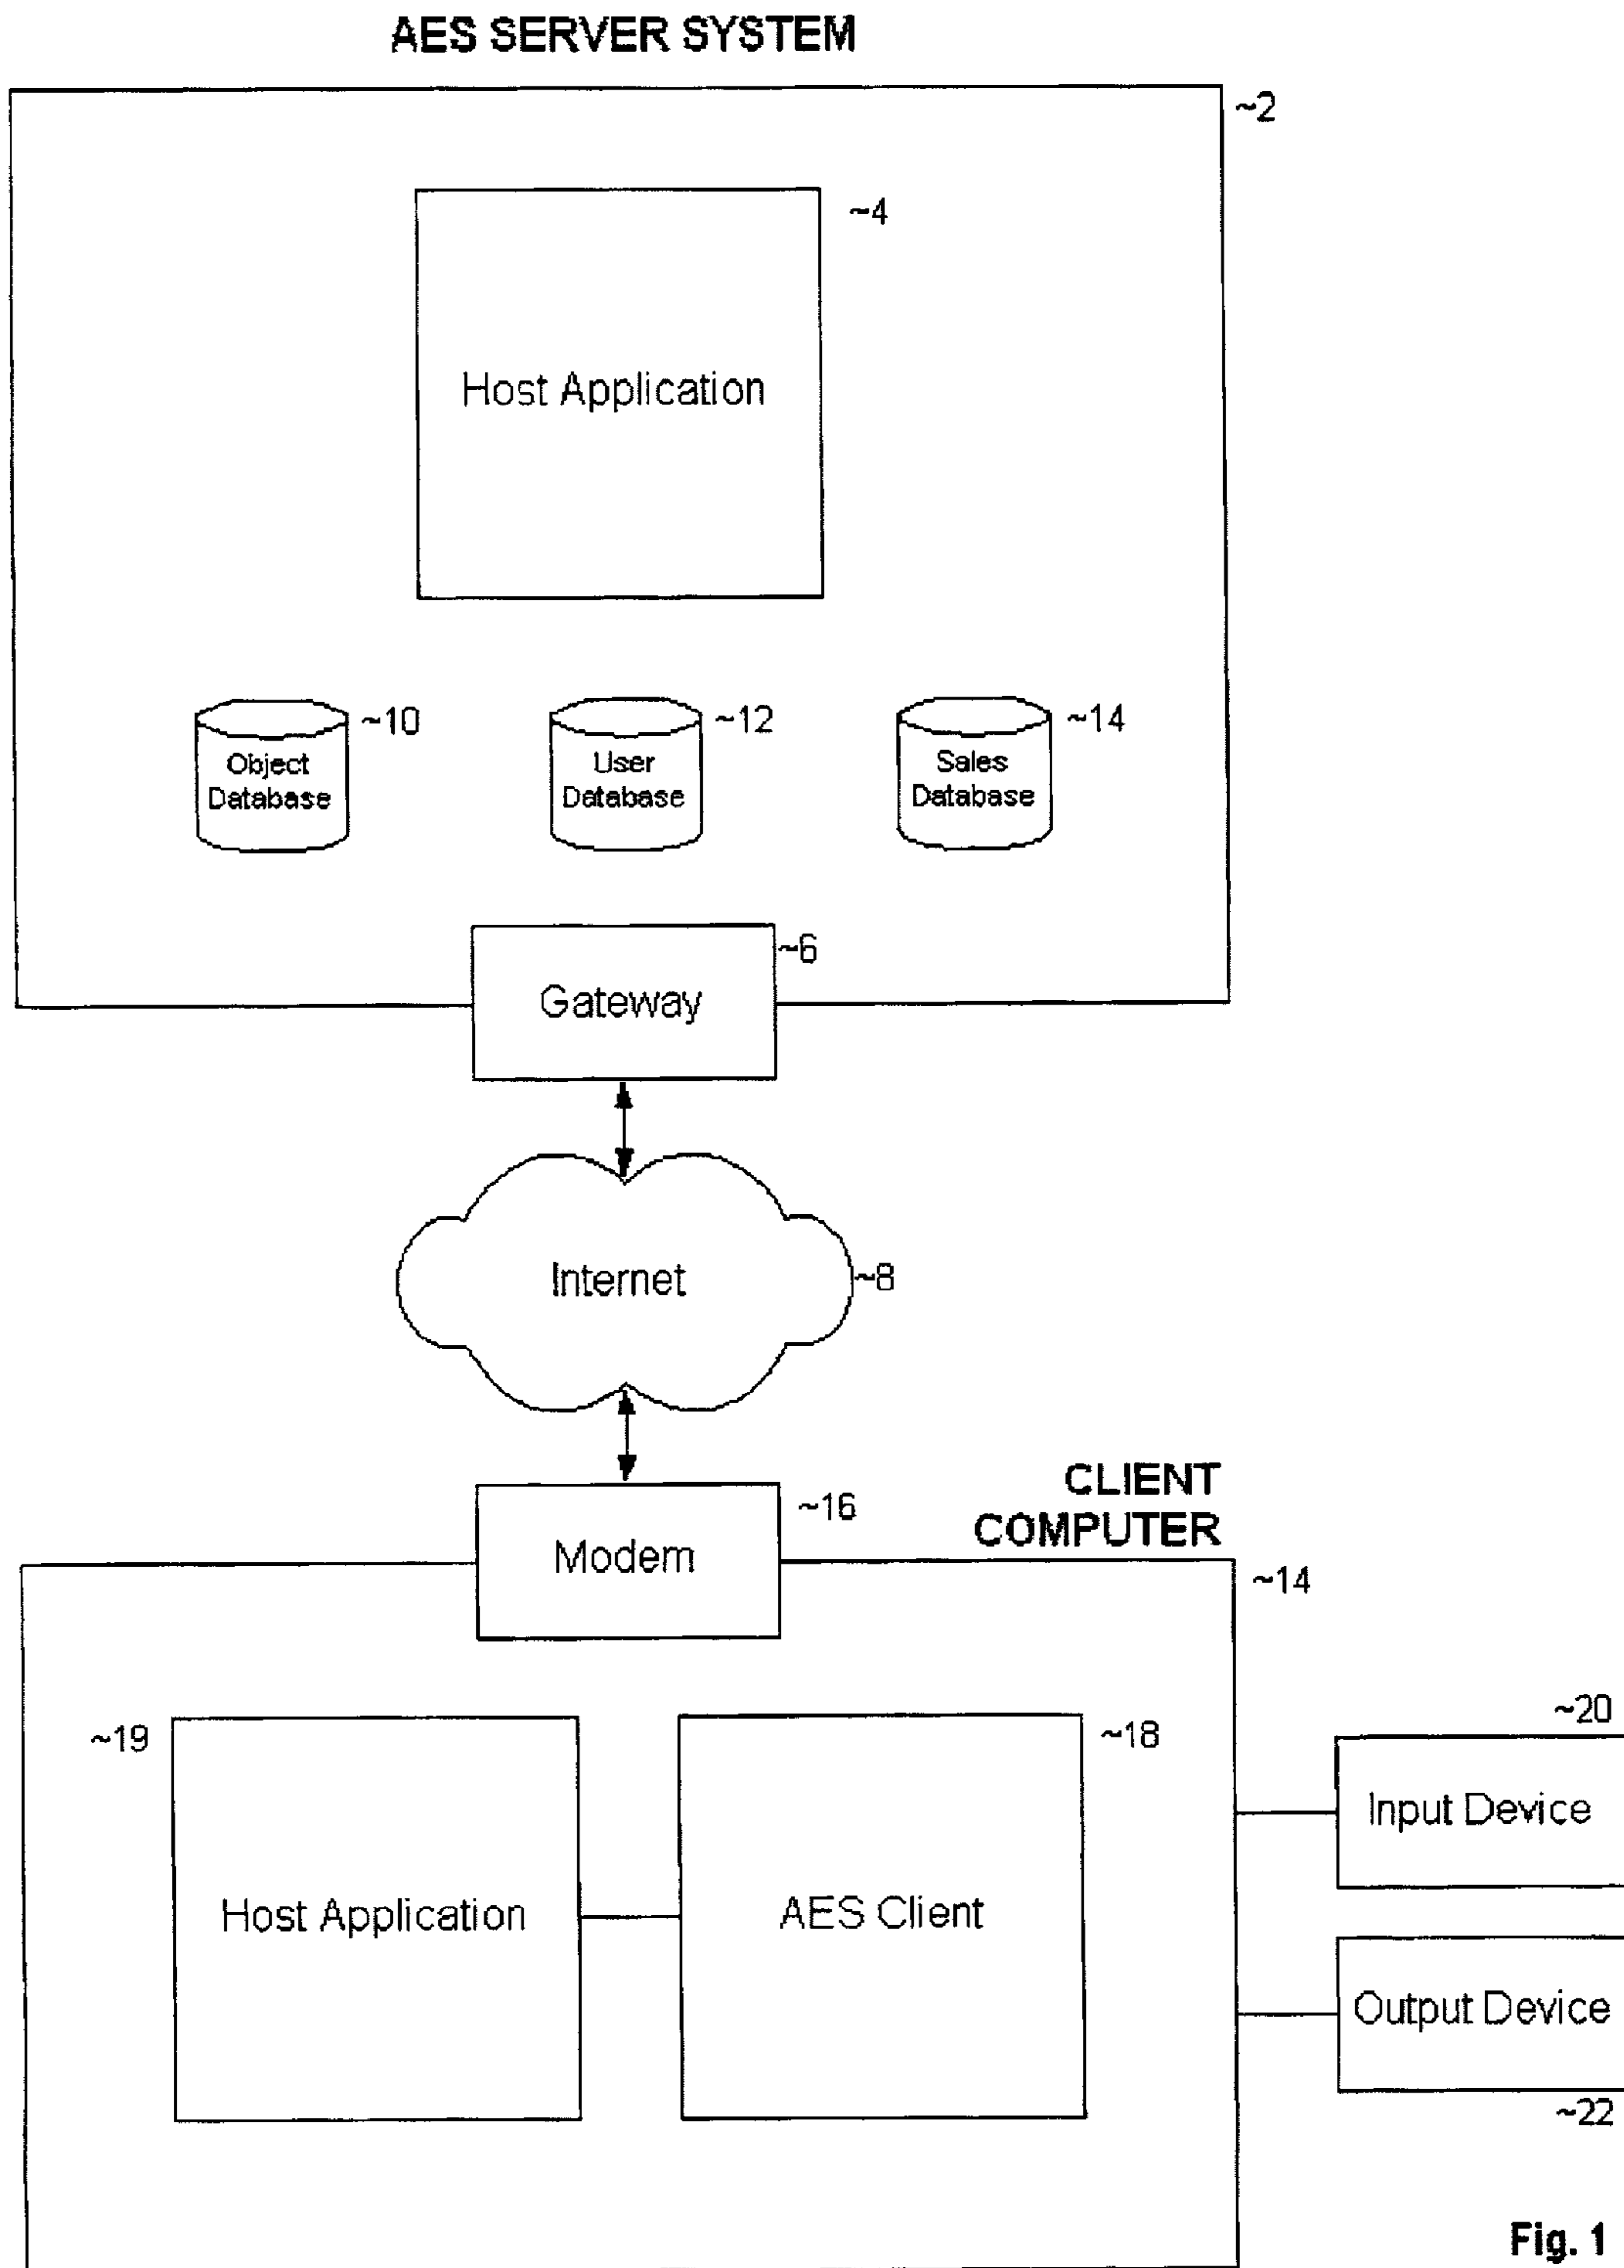 AES SERVER SYSTEM
~2
~4
Host Application
~10
~12
~14
Object
Database
User
Database
Sales
Database
~6
Gateway
Internet
~8
CLIENT
COMPUTER
~16
Modem
~14
~19
~18
~20
Input Device
Host Application
AES Client
Output Device
~22
Fig. 1